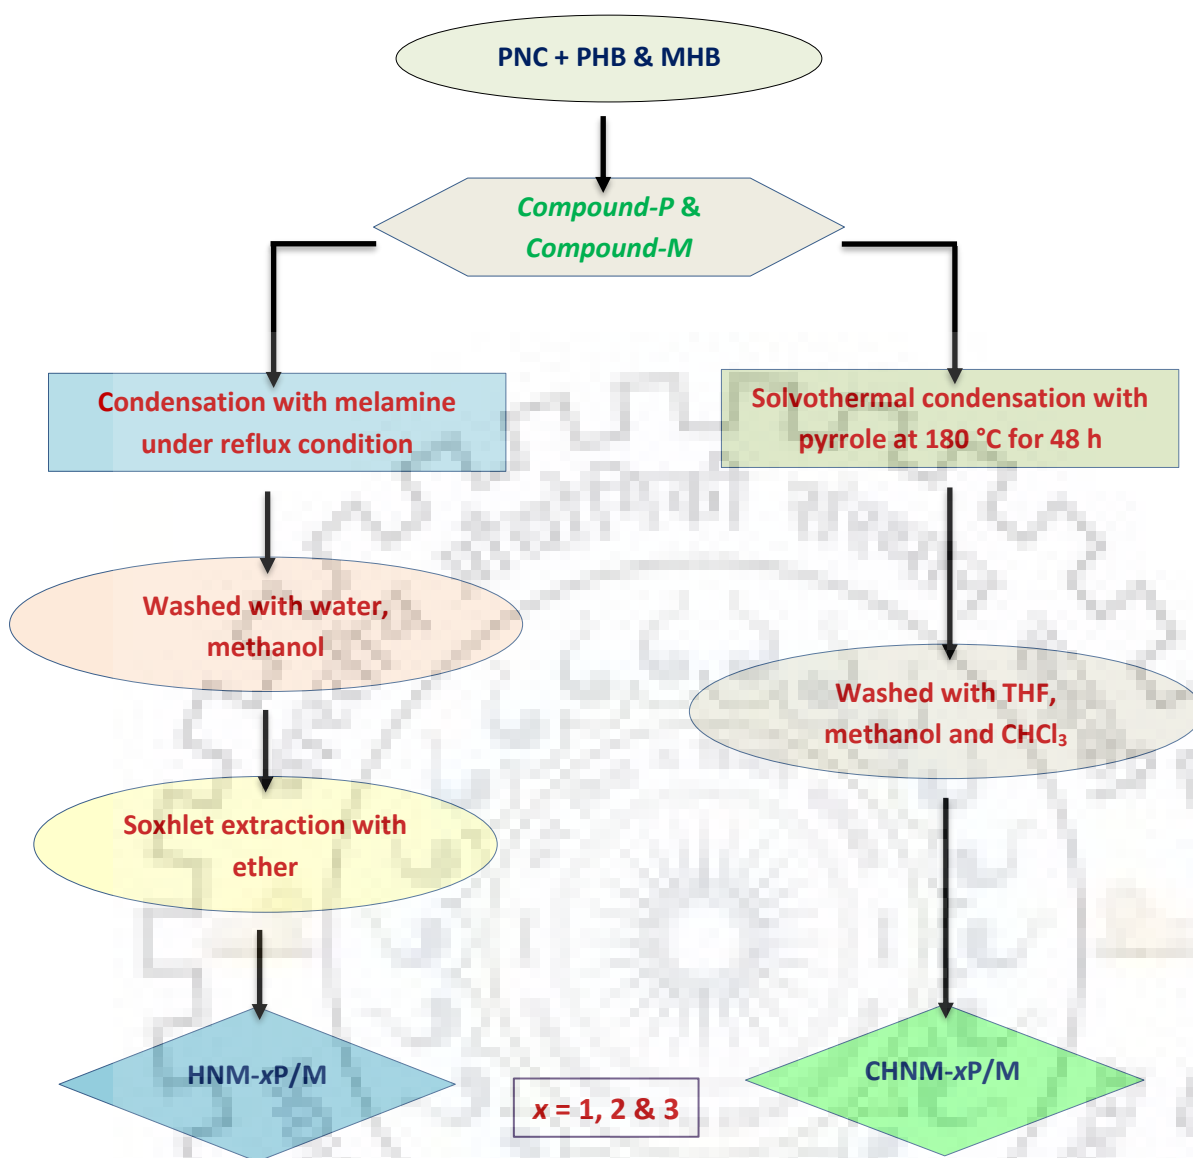 PNC + PHB & MHB
Compound-P &
Compound-M
Condensation with melamine
under reflux condition
Solvothermal condensation with
pyrrole at 180 °C for 48 h
Washed with water,
methanol
Washed with THF,
methanol and CHCl₃
Soxhlet extraction with
ether
HNM-xP/M
CHNM-xP/M
x = 1, 2 & 3